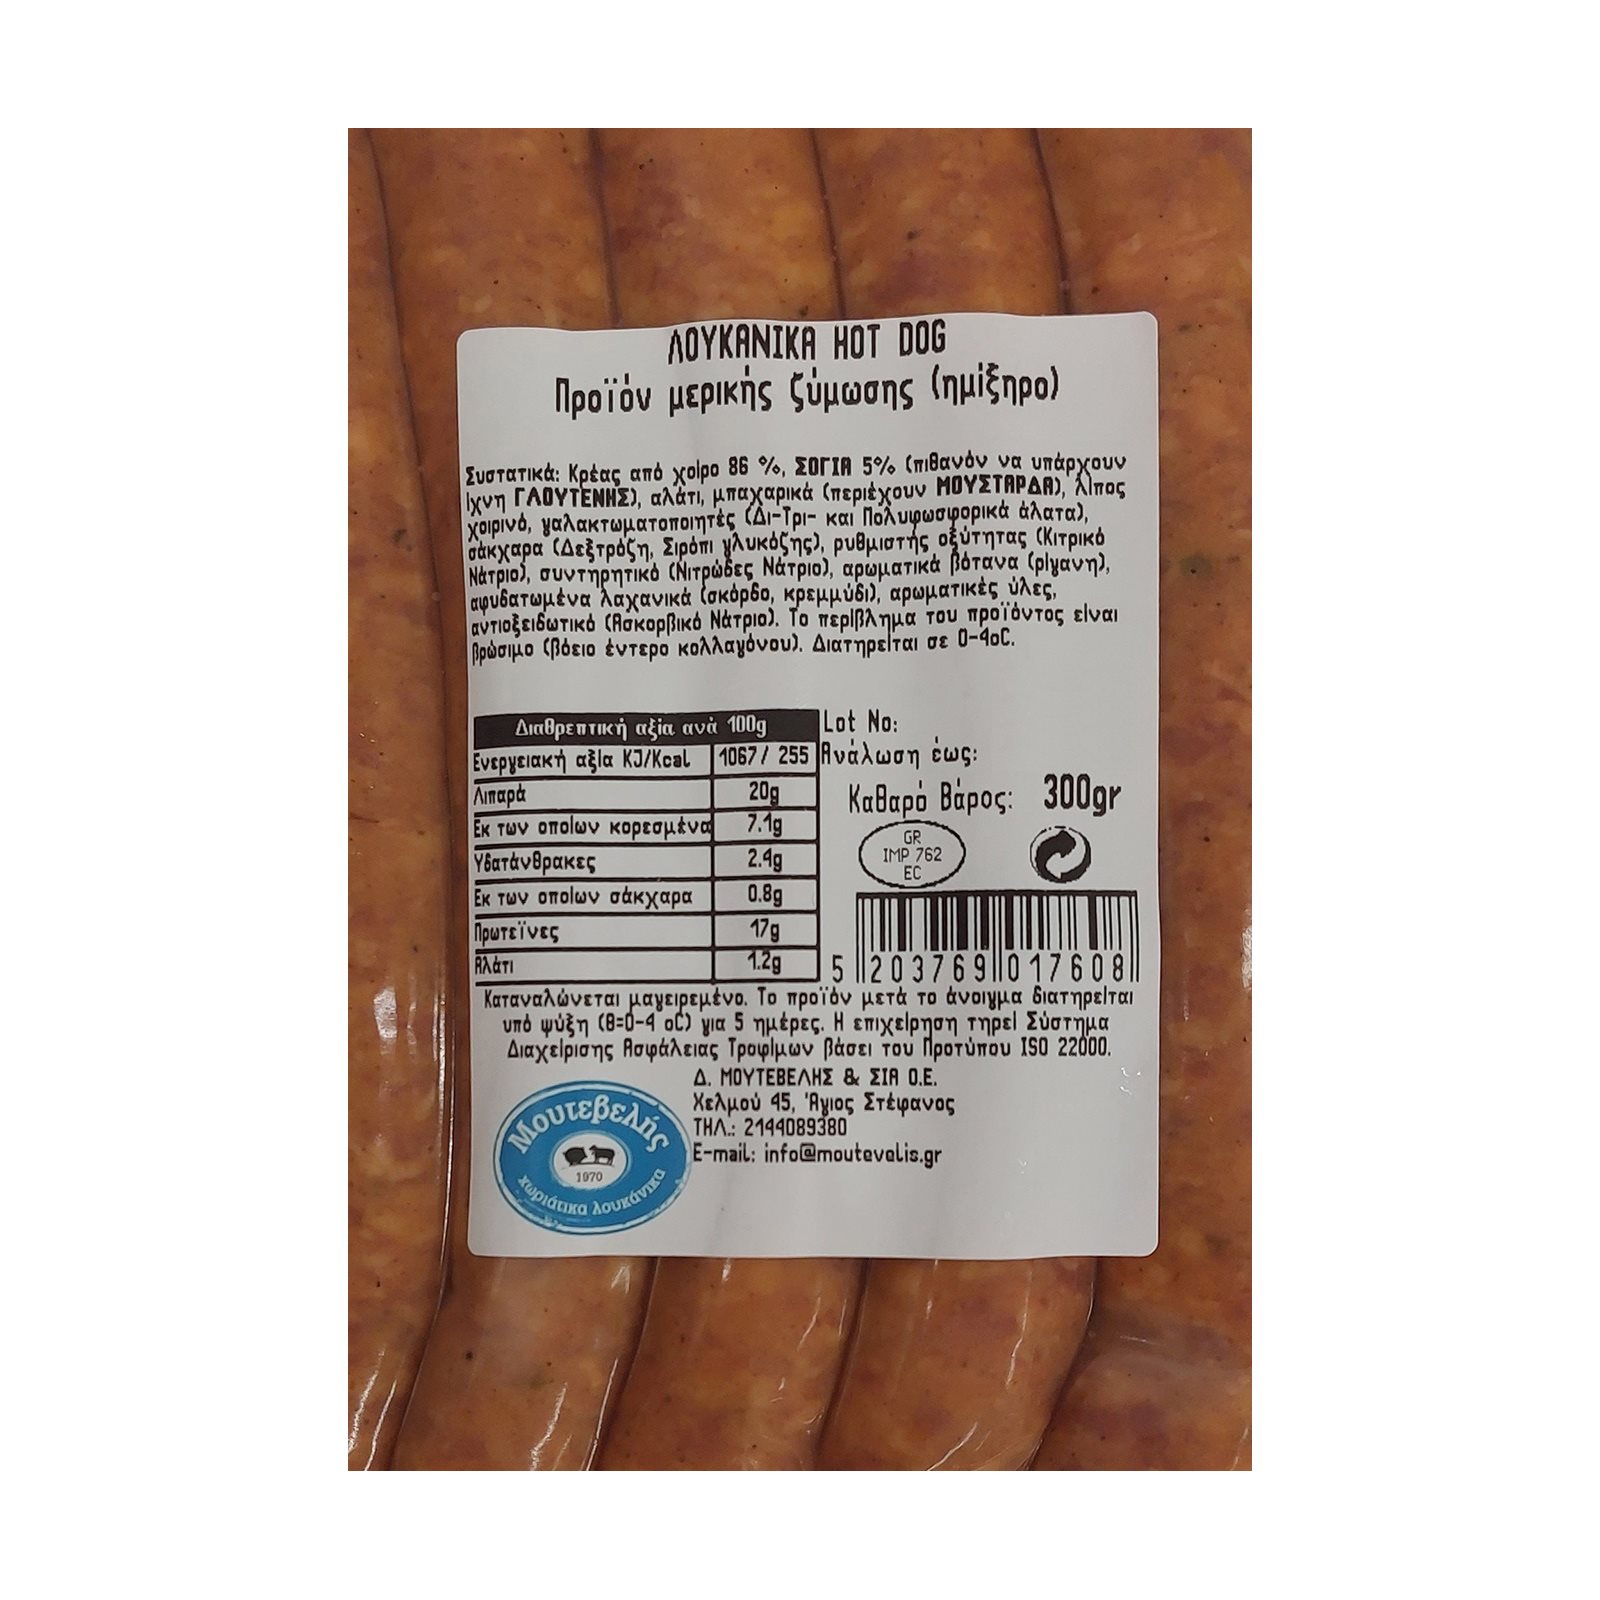 ΛΟΥΚΑΝΙΚΑ HOT DOG
Προϊόν μερικής ζύμωσης (ημίξηρο)
Συστατικά: Κρέας από χοίρο 86 %, ΣΟΓΙΑ 5% (πιθανόν να υπάρχουν
ίχνη ΓΛΟΥΤΕΝΗΣ), αλάτι, μπαχαρικά (περιέχουν ΜΟΥΣΤΑΡΔΑ), λίπος
χοιρινό, γαλακτωματοποιητές (Δι-Τρι- και Πολυφωσφορικά άλατα),
σάκχαρα (Δεξτρόζη, Σιρόπι γλυκόζης), ρυθμιστής οξύτητας (Κιτρικό
Νάτριο), συντηρητικό (Νιτρώδες Νάτριο), αρωματικά βότανα (ρίγανη),
αφυδατωμένα λαχανικά (σκόρδο, κρεμμύδι), αρωματικές ύλες,
αντιοξειδωτικό (Ασκορβικό Νάτριο). Το περίβλημα του προϊόντος είναι
βρώσιμο (βόειο έντερο κολλαγόνου). Διατηρείται σε 0-4oC.
Διαθρεπτική αξία ανά 100g
Ενεργειακή αξία KJ/Kcal 1067/ 255
Λιπαρά 20g
Εκ των οποίων κορεσμένα 7.1g
Υδατάνθρακες 2.4g
Εκ των οποίων σάκχαρα 0.8g
Πρωτεϊνες 17g
Αλάτι 1.2g
Lot No:
Ανάλωση έως:
Καθαρό Βάρος: 300gr
GR
IMP 762
EC
5 203769 017608
Καταναλώνεται μαγειρεμένο. Το προϊόν μετά το άνοιγμα διατηρείται
υπό ψύξη (θ=0-4 oC) για 5 ημέρες. Η επιχείρηση τηρεί Σύστημα
Διαχείρισης Ασφάλειας Τροφίμων βάσει του Προτύπου ISO 22000.
Δ. ΜΟΥΤΕΒΕΛΗΣ & ΣΙΑ Ο.Ε.
Χελμού 45, Άγιος Στέφανος
ΤΗΛ.: 2144089380
E-mail: info@moutevelis.gr
Μουτεβελής
1970
χωριάτικα λουκάνικα